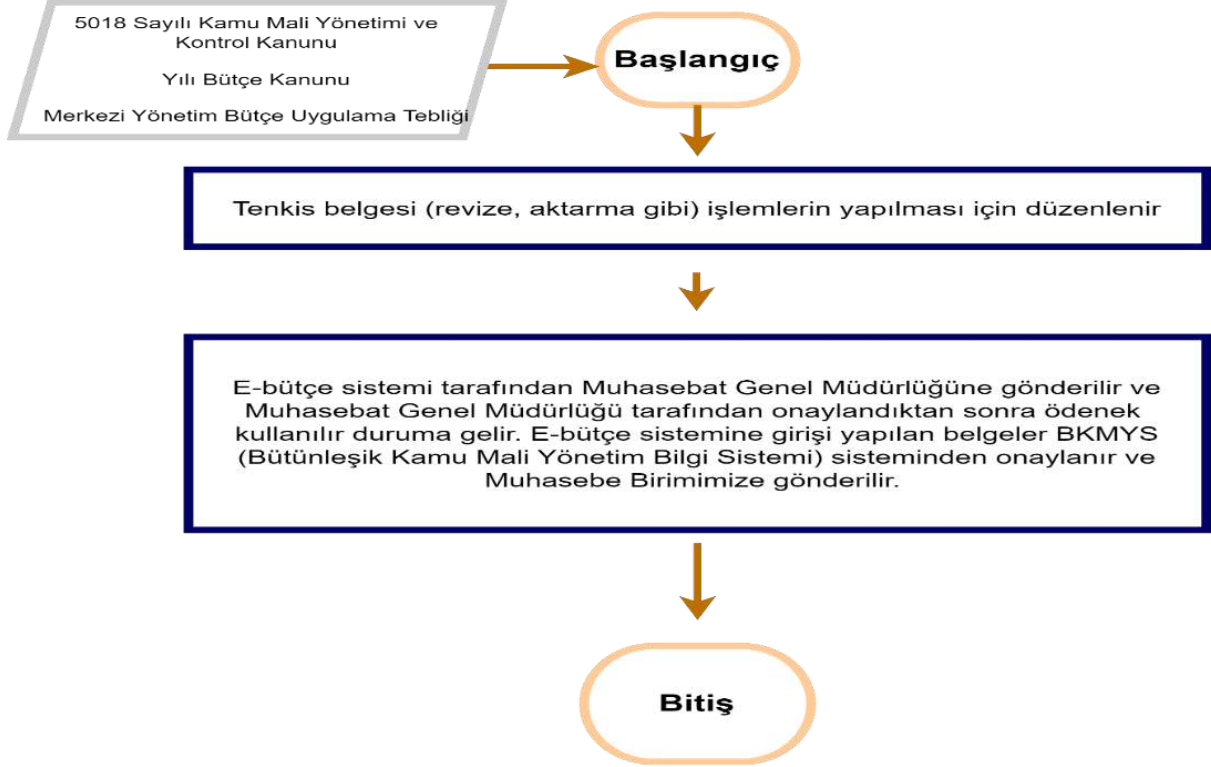 5018 Sayılı Kamu Mali Yönetimi ve
Kontrol Kanunu
Yılı Bütçe Kanunu
Merkezi Yönetim Bütçe Uygulama Tebliği
Başlangıç
Tenkis belgesi (revize, aktarma gibi) işlemlerin yapılması için düzenlenir
E-bütçe sistemi tarafından Muhasebat Genel Müdürlüğüne gönderilir ve
Muhasebat Genel Müdürlüğü tarafından onaylandıktan sonra ödenek
kullanılır duruma gelir. E-bütçe sistemine girişi yapılan belgeler BKMYS
(Bütünleşik Kamu Mali Yönetim Bilgi Sistemi) sisteminden onaylanır ve
Muhasebe Birimimize gönderilir.
Bitiş